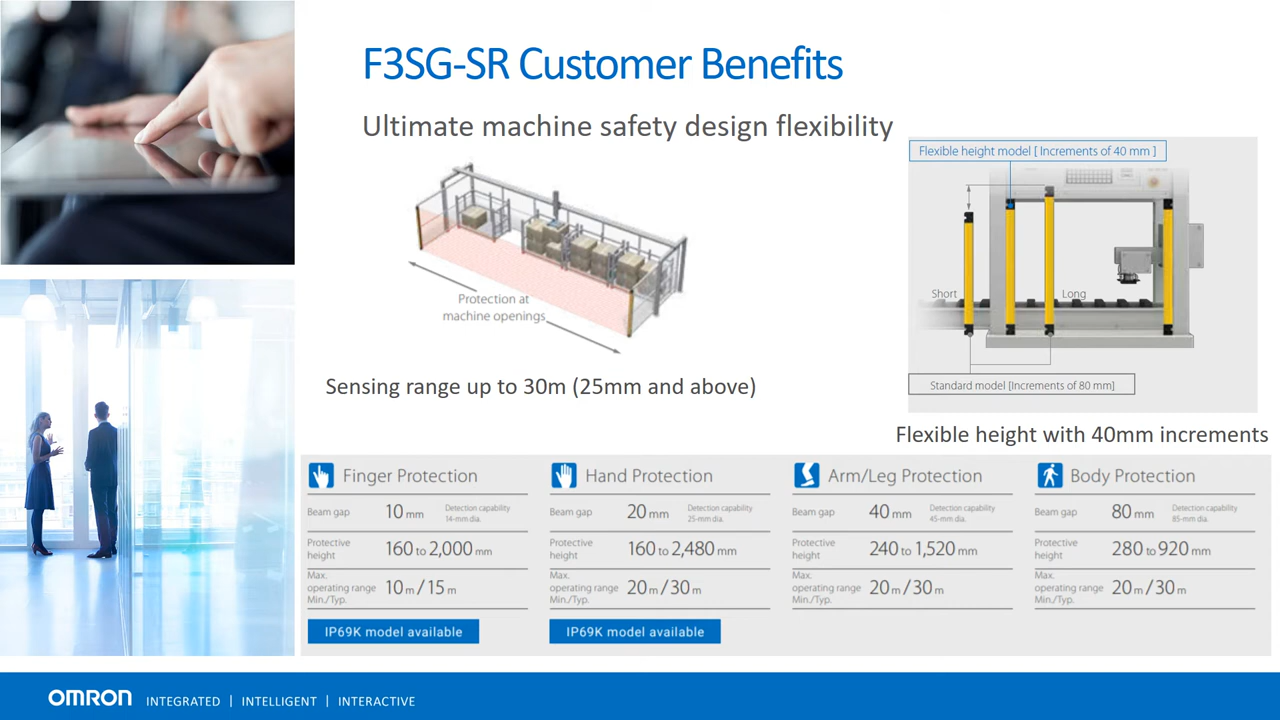 F3SG-SR Customer Benefits
Ultimate machine safety design flexibility
Protection at
machine openings
Sensing range up to 30m (25mm and above)
Flexible height model [ Increments of 40 mm ]
Short
Long
Standard model [Increments of 80 mm]
Flexible height with 40mm increments
Finger Protection
Beam gap 10 mm Detection capability
14-mm dia.
Protective
height 160 to 2,000 mm
Max.
operating range 10 m / 15 m
Min./Typ.
IP69K model available
Hand Protection
Beam gap 20 mm Detection capability
25-mm dia.
Protective
height 160 to 2,480 mm
Max.
operating range 20 m / 30 m
Min./Typ.
IP69K model available
Arm/Leg Protection
Beam gap 40 mm Detection capability
45-mm dia.
Protective
height 240 to 1,520 mm
Max.
operating range 20 m / 30 m
Min./Typ.
Body Protection
Beam gap 80 mm Detection capability
85-mm dia.
Protective
height 280 to 920 mm
Max.
operating range 20 m / 30 m
Min./Typ.
OMRON INTEGRATED | INTELLIGENT | INTERACTIVE